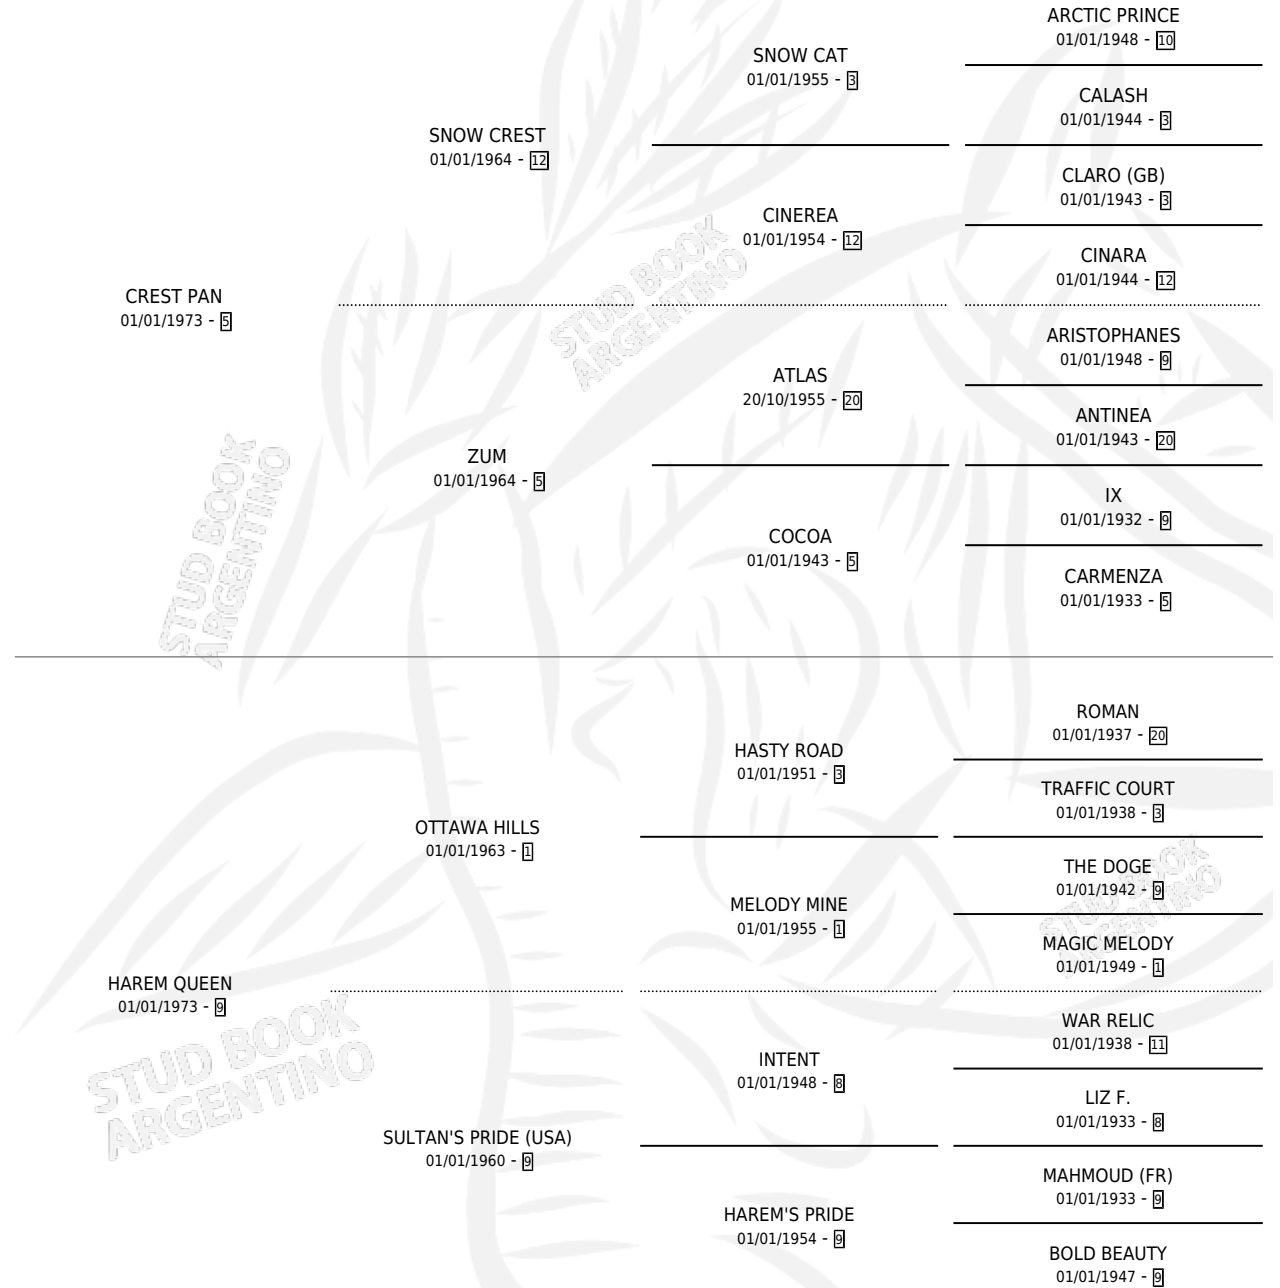 ARCTIC PRINCE
01/01/1948 - 10
SNOW CAT
01/01/1955 - 3
CALASH
01/01/1944 - 3
SNOW CREST
01/01/1964 - 12
CLARO (GB)
01/01/1943 - 3
CINEREA
01/01/1954 - 12
CINARA
01/01/1944 - 12
CREST PAN
01/01/1973 - 5
ARISTOPHANES
01/01/1948 - 9
ATLAS
20/10/1955 - 20
ANTINEA
01/01/1943 - 20
ZUM
01/01/1964 - 5
IX
01/01/1932 - 9
COCOA
01/01/1943 - 5
CARMENZA
01/01/1933 - 5
STUD BOOK
ARGENTINO
STUD BOOK
ARGENTINO
ROMAN
01/01/1937 - 20
HASTY ROAD
01/01/1951 - 3
TRAFFIC COURT
01/01/1938 - 3
OTTAWA HILLS
01/01/1963 - 1
THE DOGE
01/01/1942 - 9
MELODY MINE
01/01/1955 - 1
MAGIC MELODY
01/01/1949 - 1
STUD BOOK
ARGENTINO
HAREM QUEEN
01/01/1973 - 9
WAR RELIC
01/01/1938 - 11
INTENT
01/01/1948 - 8
LIZ F.
01/01/1933 - 8
STUD BOOK
ARGENTINO
SULTAN'S PRIDE (USA)
01/01/1960 - 9
MAHMOUD (FR)
01/01/1933 - 9
HAREM'S PRIDE
01/01/1954 - 9
BOLD BEAUTY
01/01/1947 - 9